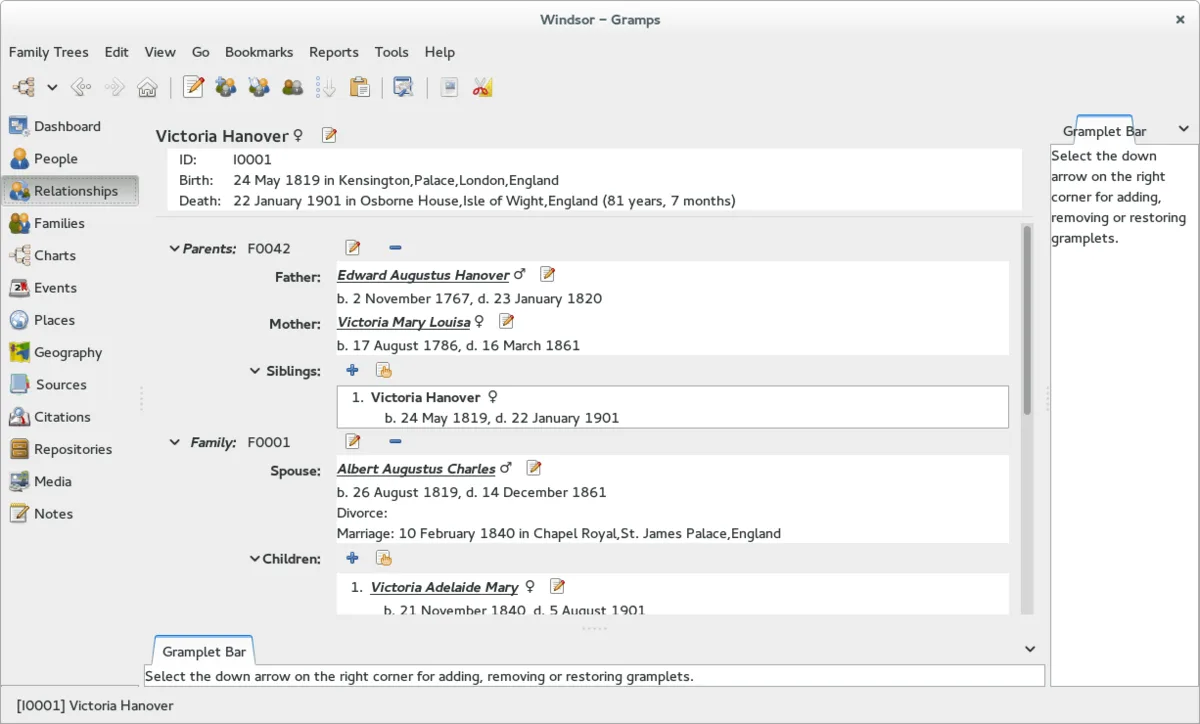 Windsor – Gramps
Family Trees Edit View Go Bookmarks Reports Tools Help
Dashboard
People
Relationships
Families
Charts
Events
Places
Geography
Sources
Citations
Repositories
Media
Notes
Victoria Hanover ♀
ID: I0001
Birth: 24 May 1819 in Kensington,Palace,London,England
Death: 22 January 1901 in Osborne House,Isle of Wight,England (81 years, 7 months)
Parents: F0042
Father: Edward Augustus Hanover ♂
b. 2 November 1767, d. 23 January 1820
Mother: Victoria Mary Louisa ♀
b. 17 August 1786, d. 16 March 1861
Siblings:
1. Victoria Hanover ♀
b. 24 May 1819, d. 22 January 1901
Family: F0001
Spouse: Albert Augustus Charles ♂
b. 26 August 1819, d. 14 December 1861
Divorce:
Marriage: 10 February 1840 in Chapel Royal,St. James Palace,England
Children:
1. Victoria Adelaide Mary ♀
b. 21 November 1840, d. 5 August 1901
Gramplet Bar
Select the down arrow on the right corner for adding, removing or restoring gramplets.
Gramplet Bar
Select the down
arrow on the right
corner for adding,
removing or restoring
gramplets.
[I0001] Victoria Hanover